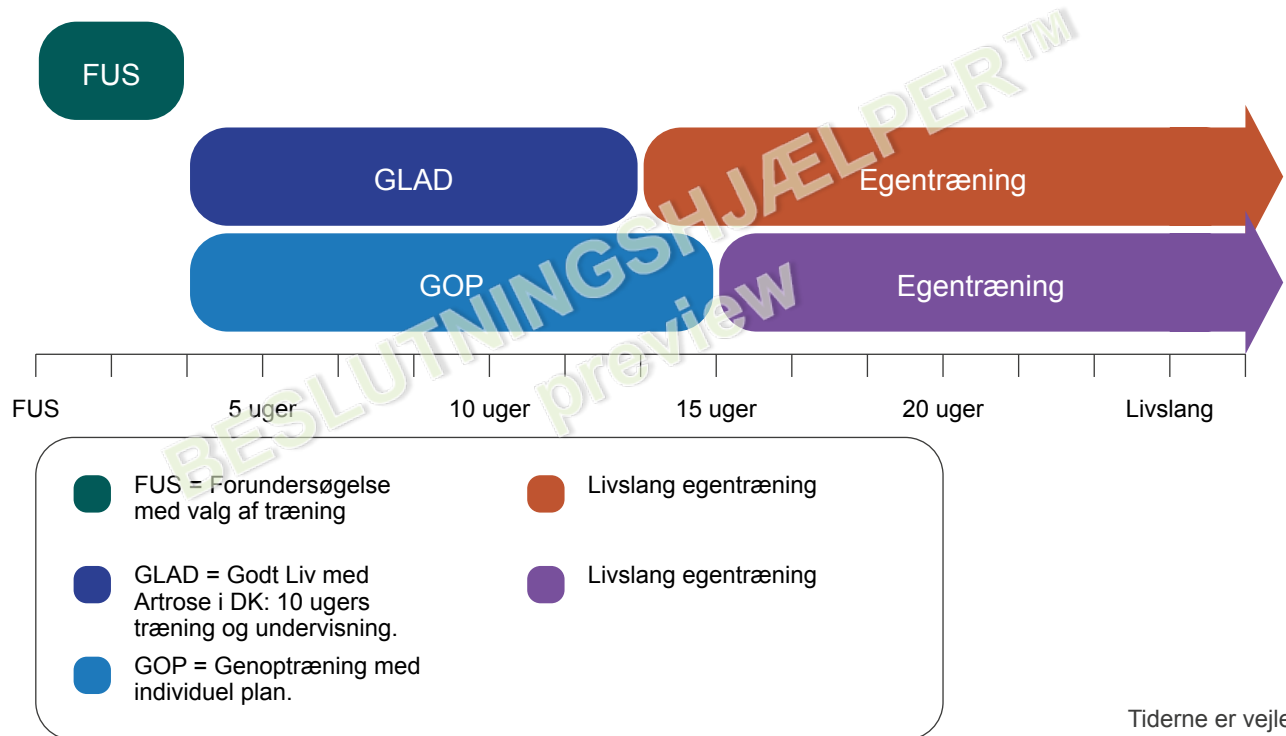 FUS
GLAD
Egentræning
GOP
Egentræning
BESLUTNINGSHJÆLPER™
preview
FUS
5 uger
10 uger
15 uger
20 uger
Livslang
FUS = Forundersøgelse
med valg af træning
GLAD = Godt Liv med
Artrose i DK: 10 ugers
træning og undervisning.
GOP = Genoptræning med
individuel plan.
Livslang egentræning
Livslang egentræning
Tiderne er